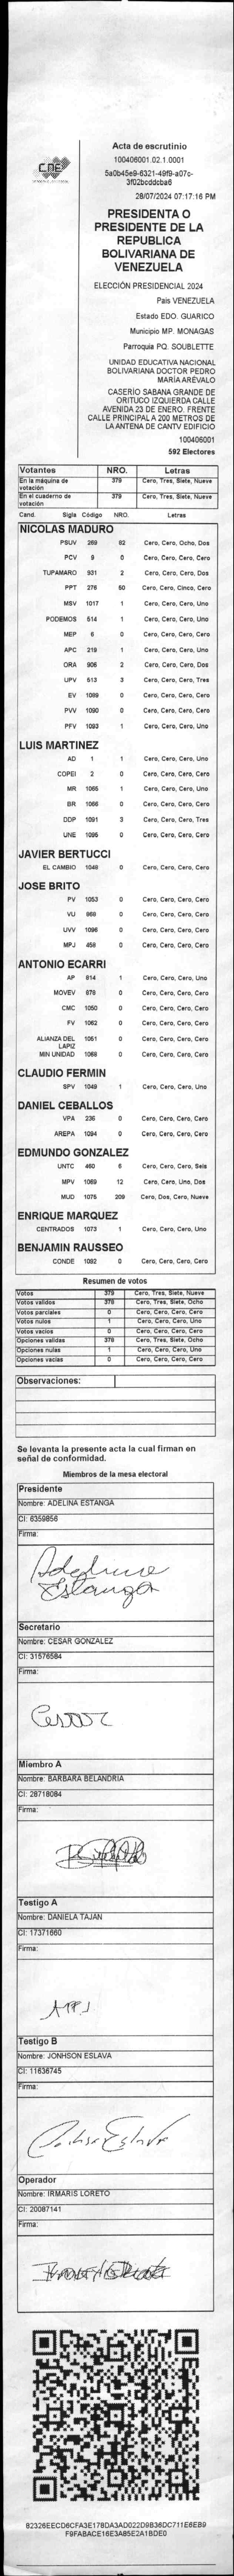 CNE
Acta de escrutinio
100406001.02.1.0001
5a0b45e9-6321-49f9-a07c-
3f02bcddcba6
28/07/2024 07:17:16 PM
PRESIDENTA O
PRESIDENTE DE LA
REPUBLICA
BOLIVARIANA DE
VENEZUELA
ELECCIÓN PRESIDENCIAL 2024
Pais VENEZUELA
Estado EDO. GUARICO
Municipio MP. MONAGAS
Parroquia PQ. SOUBLETTE
UNIDAD EDUCATIVA NACIONAL
BOLIVARIANA DOCTOR PEDRO
MARIA ARÉVALO
CASERÍO SABANA GRANDE DE
ORITUCO IZQUIERDA CALLE
AVENIDA 23 DE ENERO. FRENTE
CALLE PRINCIPAL A 200 METROS DE
LA ANTENA DE CANTV EDIFICIO
100406001
592 Electores
Votantes NRO. Letras
En la máquina de votación 379 Cero, Tres, Siete, Nueve
En el cuaderno de votación 379 Cero, Tres, Siete, Nueve
Cand. Sigla Código NRO. Letras
NICOLAS MADURO
PSUV 269 82 Cero, Cero, Ocho, Dos
PCV 9 0 Cero, Cero, Cero, Cero
TUPAMARO 931 2 Cero, Cero, Cero, Dos
PPT 276 50 Cero, Cero, Cinco, Cero
MSV 1017 1 Cero, Cero, Cero, Uno
PODEMOS 514 1 Cero, Cero, Cero, Uno
MEP 6 0 Cero, Cero, Cero, Cero
APC 219 1 Cero, Cero, Cero, Uno
ORA 906 2 Cero, Cero, Cero, Dos
UPV 513 3 Cero, Cero, Cero, Tres
EV 1089 0 Cero, Cero, Cero, Cero
PVV 1090 0 Cero, Cero, Cero, Cero
PFV 1093 1 Cero, Cero, Cero, Uno
LUIS MARTINEZ
AD 1 1 Cero, Cero, Cero, Uno
COPEI 2 0 Cero, Cero, Cero, Cero
MR 1065 1 Cero, Cero, Cero, Uno
BR 1086 0 Cero, Cero, Cero, Cero
DDP 1091 3 Cero, Cero, Cero, Tres
UNE 1095 0 Cero, Cero, Cero, Cero
JAVIER BERTUCCI
EL CAMBIO 1048 0 Cero, Cero, Cero, Cero
JOSE BRITO
PV 1053 0 Cero, Cero, Cero, Cero
VU 969 0 Cero, Cero, Cero, Cero
UVV 1096 0 Cero, Cero, Cero, Cero
MPJ 458 0 Cero, Cero, Cero, Cero
ANTONIO ECARRI
AP 814 1 Cero, Cero, Cero, Uno
MOVEV 979 0 Cero, Cero, Cero, Cero
CMC 1050 0 Cero, Cero, Cero, Cero
FV 1062 0 Cero, Cero, Cero, Cero
ALIANZA DEL LAPIZ 1051 0 Cero, Cero, Cero, Cero
MIN UNIDAD 1068 0 Cero, Cero, Cero, Cero
CLAUDIO FERMIN
SPV 1049 1 Cero, Cero, Cero, Uno
DANIEL CEBALLOS
VPA 236 0 Cero, Cero, Cero, Cero
AREPA 1094 0 Cero, Cero, Cero, Cero
EDMUNDO GONZALEZ
UNTC 460 6 Cero, Cero, Cero, Seis
MPV 1069 12 Cero, Cero, Uno, Dos
MUD 1076 209 Cero, Dos, Cero, Nueve
ENRIQUE MARQUEZ
CENTRADOS 1073 1 Cero, Cero, Cero, Uno
BENJAMIN RAUSSEO
CONDE 1092 0 Cero, Cero, Cero, Cero
Resumen de votos
Votos 379 Cero, Tres, Siete, Nueve
Votos validos 378 Cero, Tres, Siete, Ocho
Votos parciales 0 Cero, Cero, Cero, Cero
Votos nulos 1 Cero, Cero, Cero, Uno
Votos vacios 0 Cero, Cero, Cero, Cero
Opciones validas 378 Cero, Tres, Siete, Ocho
Opciones nulas 1 Cero, Cero, Cero, Uno
Opciones vacias 0 Cero, Cero, Cero, Cero
Observaciones:
Se levanta la presente acta la cual firman en
señal de conformidad.
Miembros de la mesa electoral
Presidente
Nombre: ADELINA ESTANGA
CI: 6359856
Firma:
Adelina
Estanga
Secretario
Nombre: CESAR GONZALEZ
CI: 31576584
Firma:
Cesar
Miembro A
Nombre: BARBARA BELANDRIA
CI: 28718084
Firma:
Testigo A
Nombre: DANIELA TAJAN
CI: 17371660
Firma:
Testigo B
Nombre: JONHSON ESLAVA
CI: 11636745
Firma:
Operador
Nombre: IRMARIS LORETO
CI: 20087141
Firma:
82326EECD6CFA3E178DA3AD022D9B36DC711E6EB9
F9FABACE16E3A85E2A1BDE0